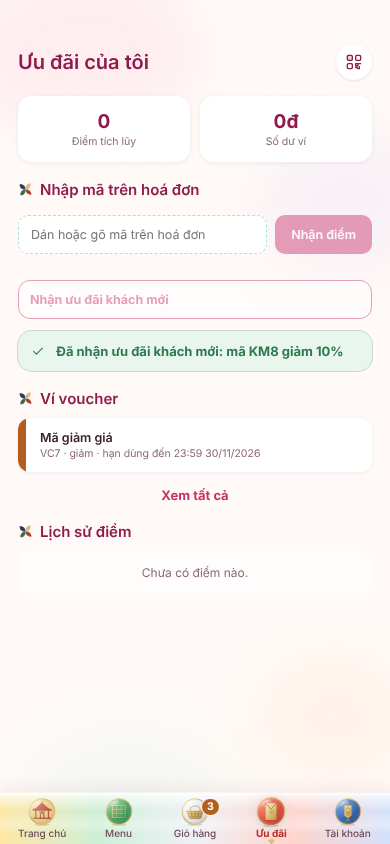 Ưu đãi của tôi
0
Điểm tích lũy
0đ
Số dư ví
Nhập mã trên hoá đơn
Dán hoặc gõ mã trên hoá đơn
Nhận điểm
Nhận ưu đãi khách mới
Đã nhận ưu đãi khách mới: mã KM8 giảm 10%
Ví voucher
Mã giảm giá
VC7 · giảm · hạn dùng đến 23:59 30/11/2026
Xem tất cả
Lịch sử điểm
Chưa có điểm nào.
3
Trang chủ
Menu
Giỏ hàng
Ưu đãi
Tài khoản